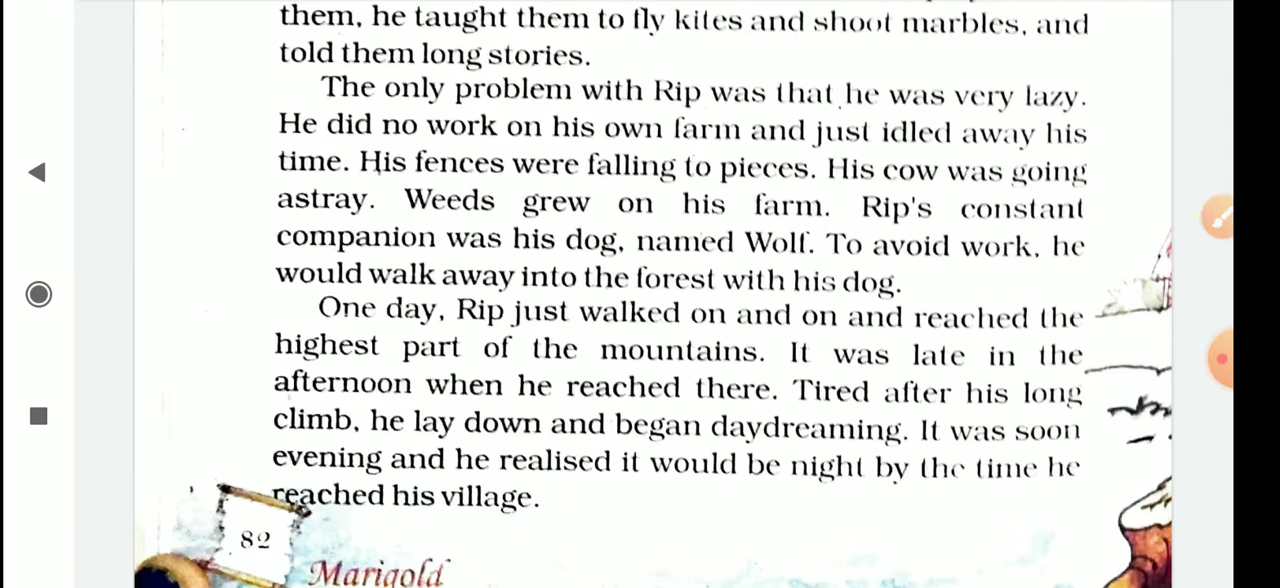 them, he taught them to fly kites and shoot marbles, and
told them long stories.
The only problem with Rip was that he was very lazy.
He did no work on his own farm and just idled away his
time. His fences were falling to pieces. His cow was going
astray. Weeds grew on his farm. Rip's constant
companion was his dog, named Wolf. To avoid work, he
would walk away into the forest with his dog.
One day, Rip just walked on and on and reached the
highest part of the mountains. It was late in the
afternoon when he reached there. Tired after his long
climb, he lay down and began daydreaming. It was soon
evening and he realised it would be night by the time he
reached his village.
82
Marigold